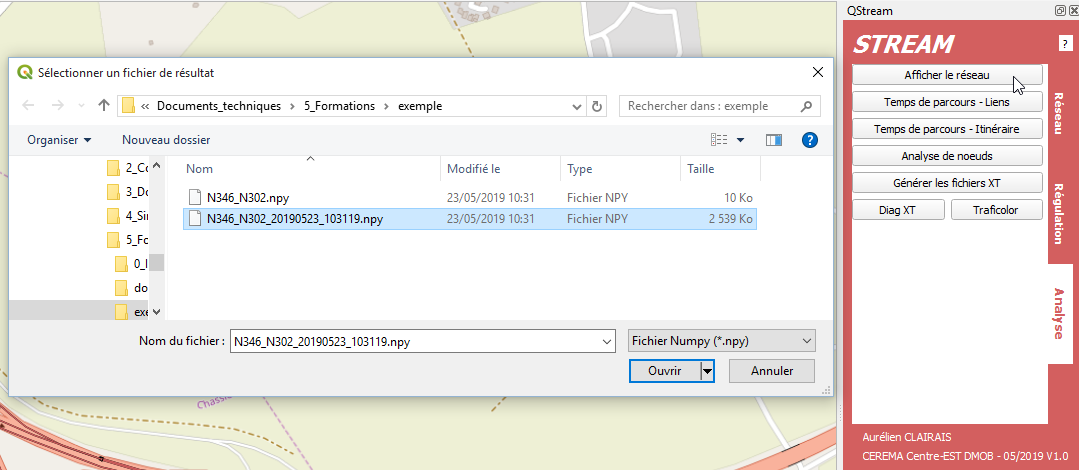 QStream
STREAM
?
Afficher le réseau
Temps de parcours - Liens
Temps de parcours - Itinéraire
Analyse de noeuds
Générer les fichiers XT
Diag XT Traficolor
Réseau
Régulation
Analyse
Aurélien CLAIRAIS
CEREMA Centre-EST DMOB - 05/2019 V1.0
Sélectionner un fichier de résultat
« Documents_techniques > 5_Formations > exemple
Rechercher dans : exemple
Organiser Nouveau dossier
Nom Modifié le Type Taille
2_Co
3_Do
4_Sir
5_Fo
0_I
do
exe
N346_N302.npy 23/05/2019 10:31 Fichier NPY 10 Ko
N346_N302_20190523_103119.npy 23/05/2019 10:31 Fichier NPY 2 539 Ko
Nom du fichier : N346_N302_20190523_103119.npy Fichier Numpy (*.npy)
Ouvrir Annuler